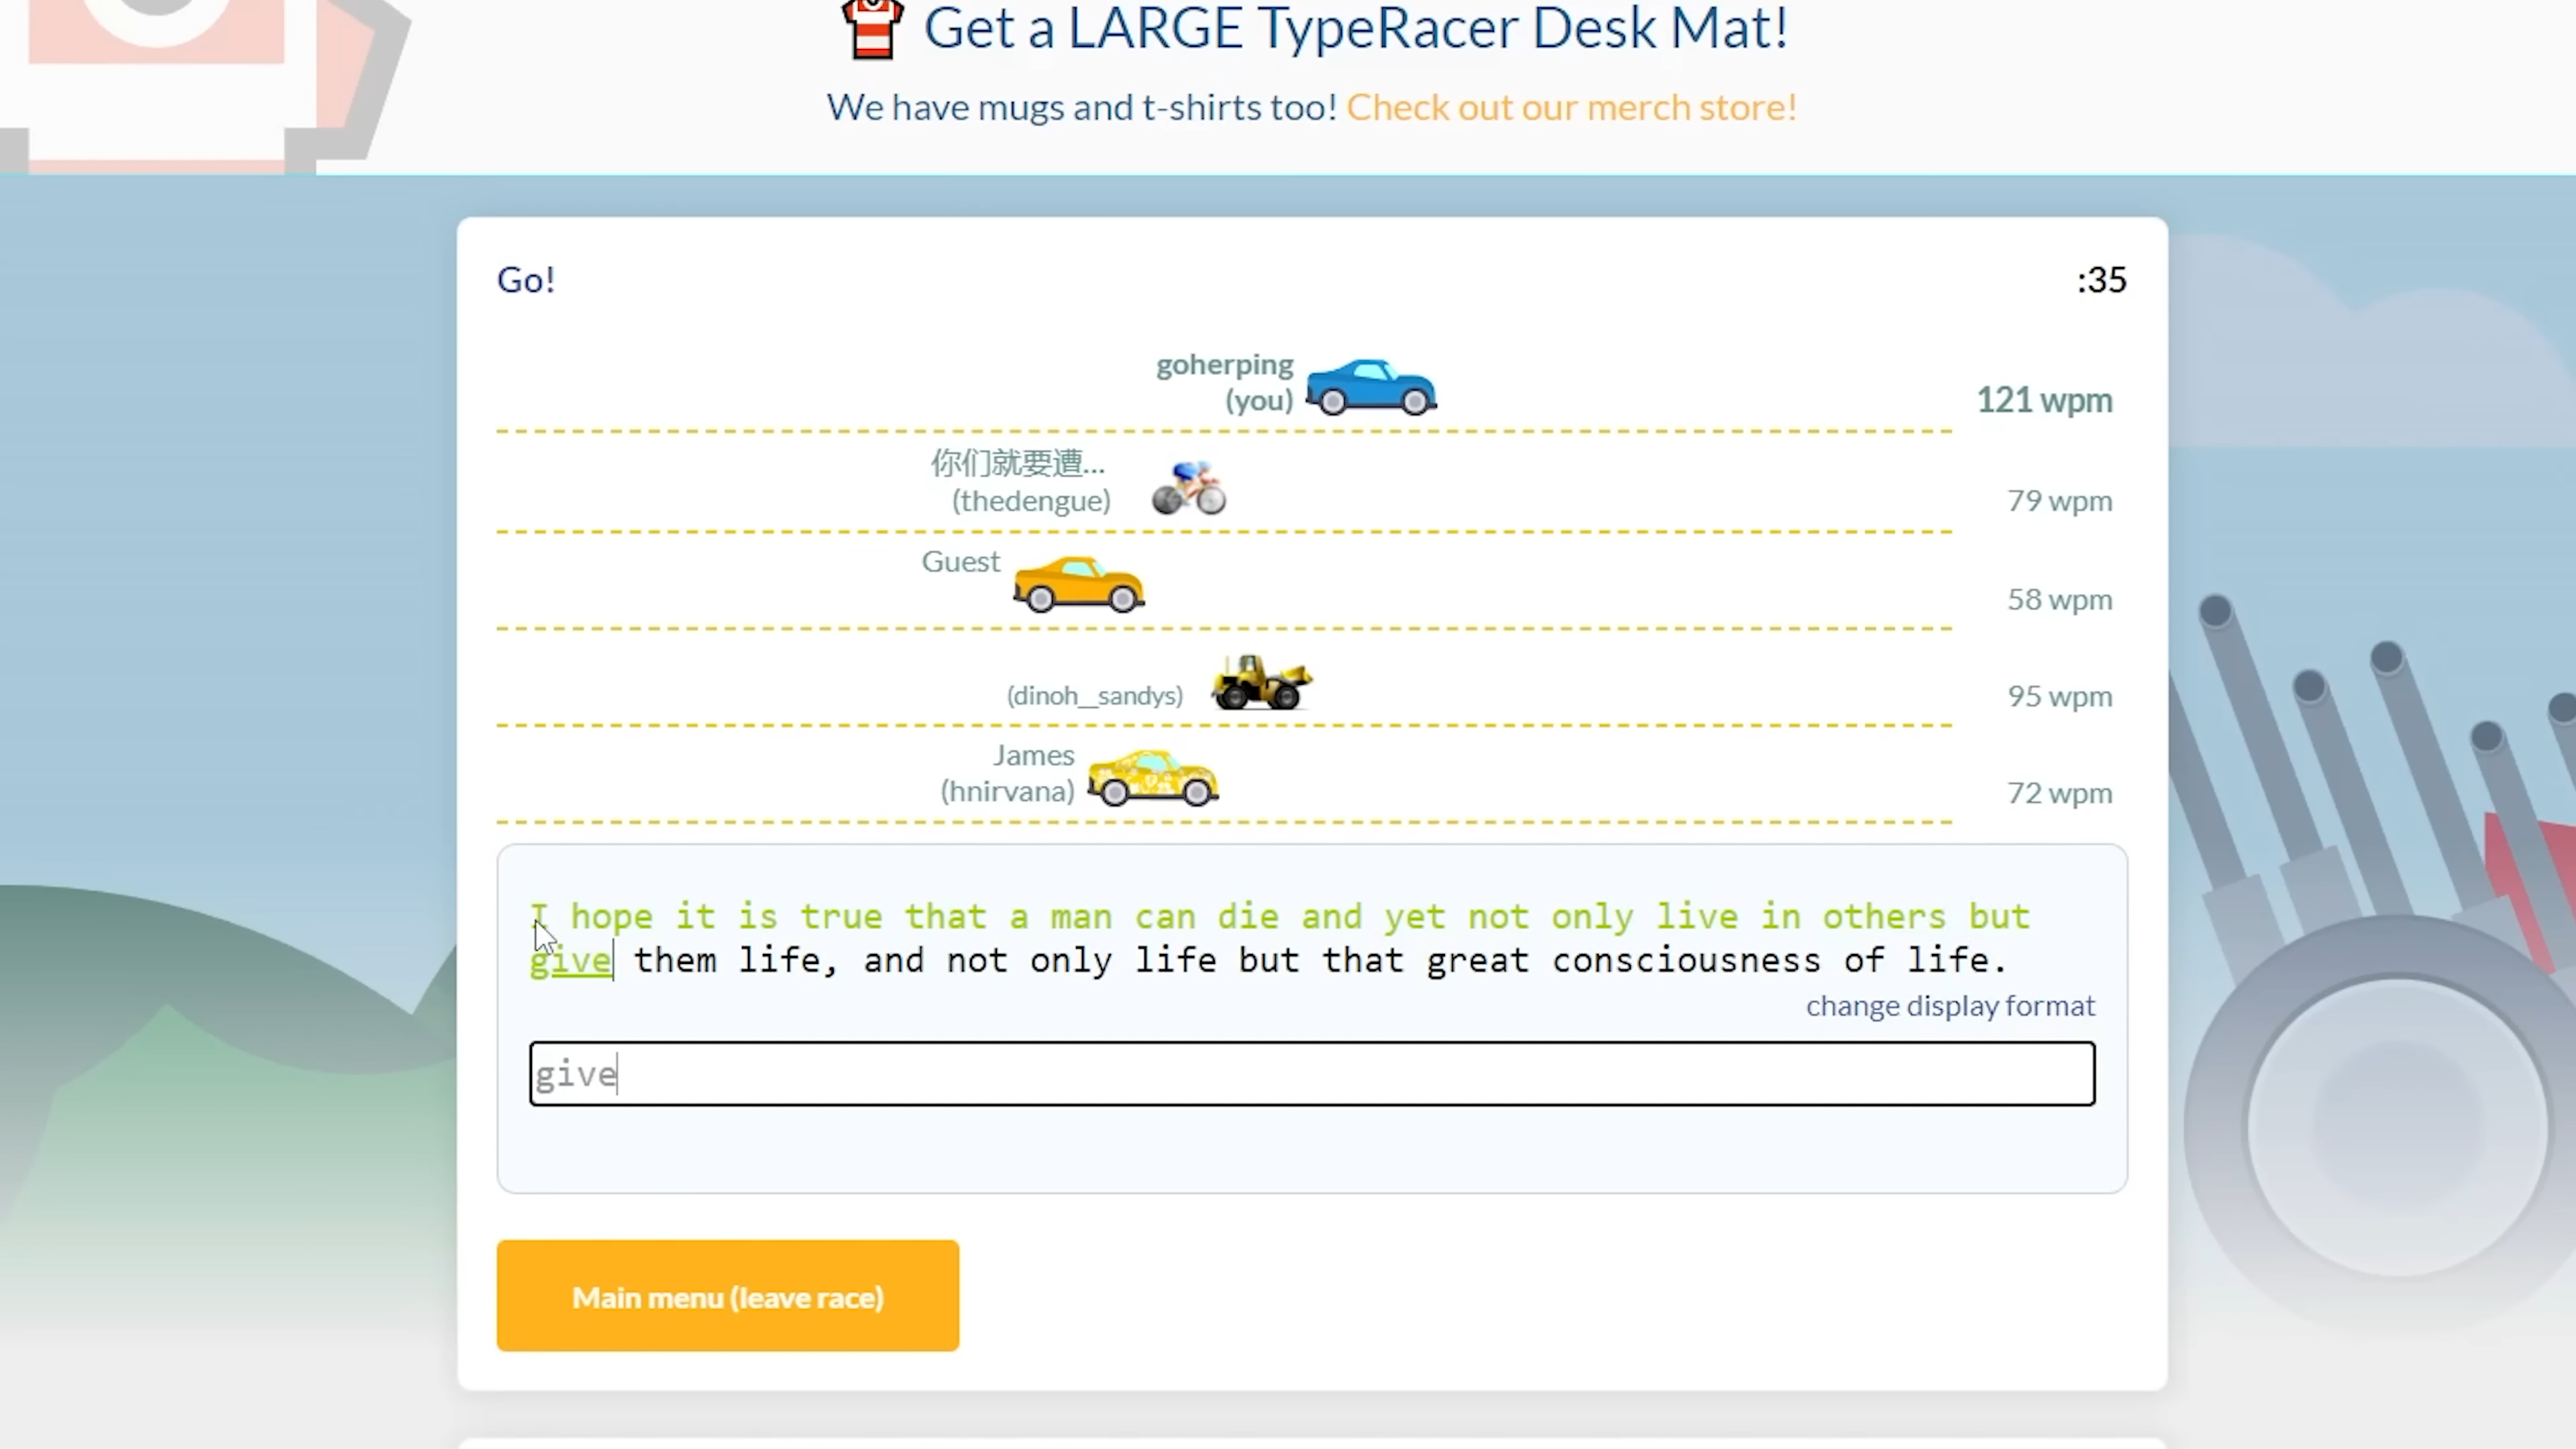 Get a LARGE TypeRacer Desk Mat!
We have mugs and t-shirts too! Check out our merch store!
Go!
:35
goherping
(you)
121 wpm
你们就要遭...
(thedengue)
79 wpm
Guest
58 wpm
(dinoh__sandys)
95 wpm
James
(hnirvana)
72 wpm
I hope it is true that a man can die and yet not only live in others but
give them life, and not only life but that great consciousness of life.
change display format
give
Main menu (leave race)